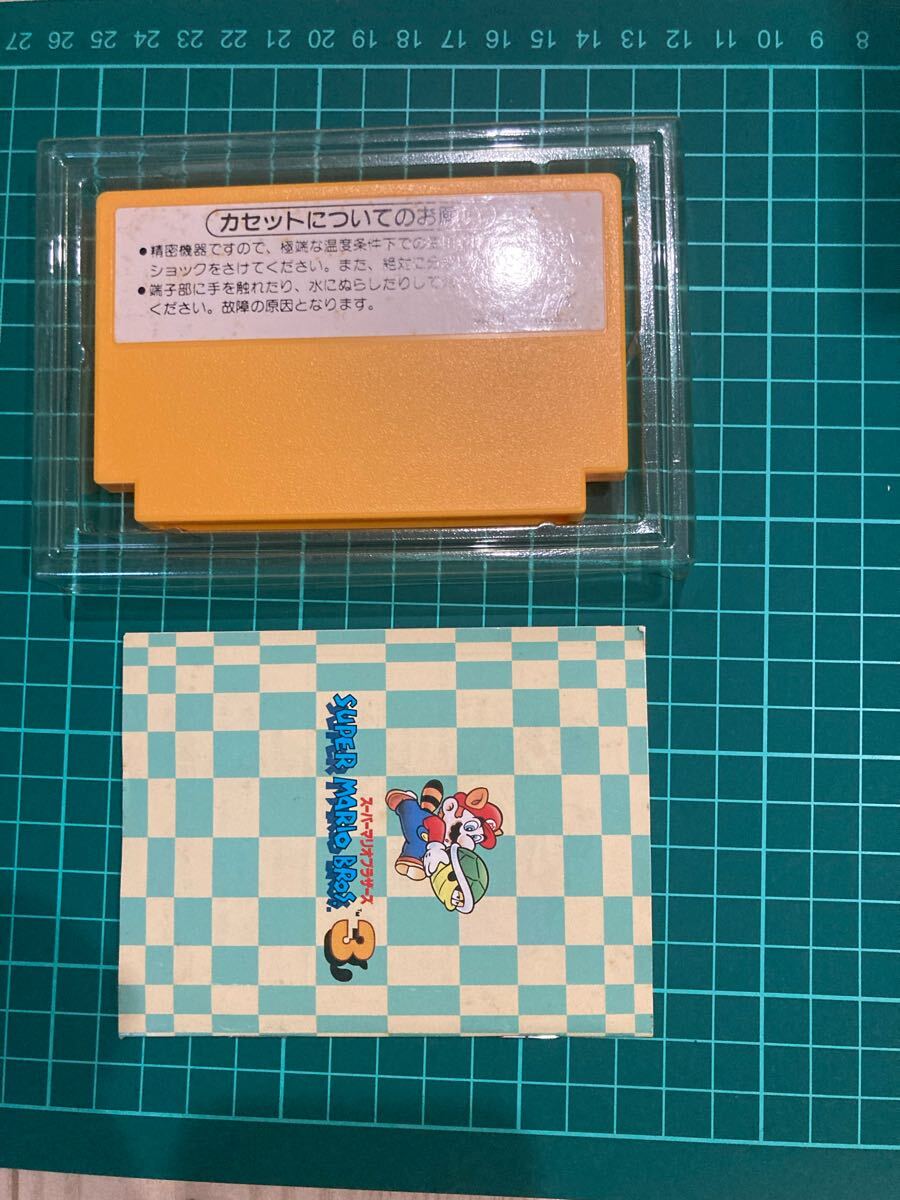 27 26 25 24 23 22 21 20 19 18 17 16 15 14 13 12 11 10 9 8
カセットについてのお願
●精密機器ですので、極端な温度条件下での
ショックをさけてください。また、絶対に
●端子部に手を触れたり、水にぬらしたりして
ください。故障の原因となります。
スーパーマリオブラザーズ
SUPER MARIO BROS. 3
TM